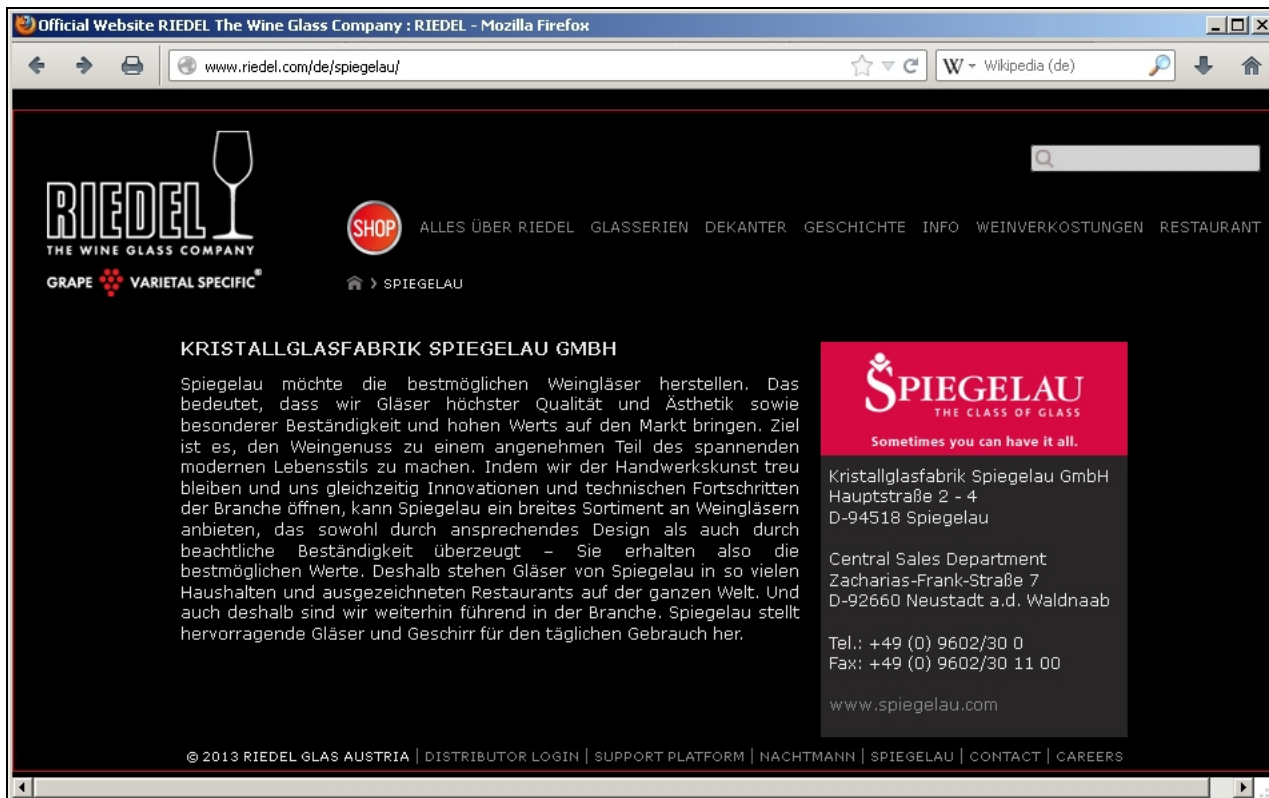 Official Website RIEDEL The Wine Glass Company : RIEDEL - Mozilla Firefox
www.riedel.com/de/spiegelau/
W Wikipedia (de)
RIEDEL
THE WINE GLASS COMPANY
GRAPE VARIETAL SPECIFIC®
SHOP ALLES ÜBER RIEDEL GLASSERIEN DEKANTER GESCHICHTE INFO WEINVERKOSTUNGEN RESTAURANT
> SPIEGELAU
KRISTALLGLASFABRIK SPIEGELAU GMBH
Spiegelau möchte die bestmöglichen Weingläser herstellen. Das
bedeutet, dass wir Gläser höchster Qualität und Ästhetik sowie
besonderer Beständigkeit und hohen Werts auf den Markt bringen. Ziel
ist es, den Weingenuss zu einem angenehmen Teil des spannenden
modernen Lebensstils zu machen. Indem wir der Handwerkskunst treu
bleiben und uns gleichzeitig Innovationen und technischen Fortschritten
der Branche öffnen, kann Spiegelau ein breites Sortiment an Weingläsern
anbieten, das sowohl durch ansprechendes Design als auch durch
beachtliche Beständigkeit überzeugt – Sie erhalten also die
bestmöglichen Werte. Deshalb stehen Gläser von Spiegelau in so vielen
Haushalten und ausgezeichneten Restaurants auf der ganzen Welt. Und
auch deshalb sind wir weiterhin führend in der Branche. Spiegelau stellt
hervorragende Gläser und Geschirr für den täglichen Gebrauch her.
SPIEGELAU
THE CLASS OF GLASS
Sometimes you can have it all.
Kristallglasfabrik Spiegelau GmbH
Hauptstraße 2 - 4
D-94518 Spiegelau
Central Sales Department
Zacharias-Frank-Straße 7
D-92660 Neustadt a.d. Waldnaab
Tel.: +49 (0) 9602/30 0
Fax: +49 (0) 9602/30 11 00
www.spiegelau.com
© 2013 RIEDEL GLAS AUSTRIA | DISTRIBUTOR LOGIN | SUPPORT PLATFORM | NACHTMANN | SPIEGELAU | CONTACT | CAREERS